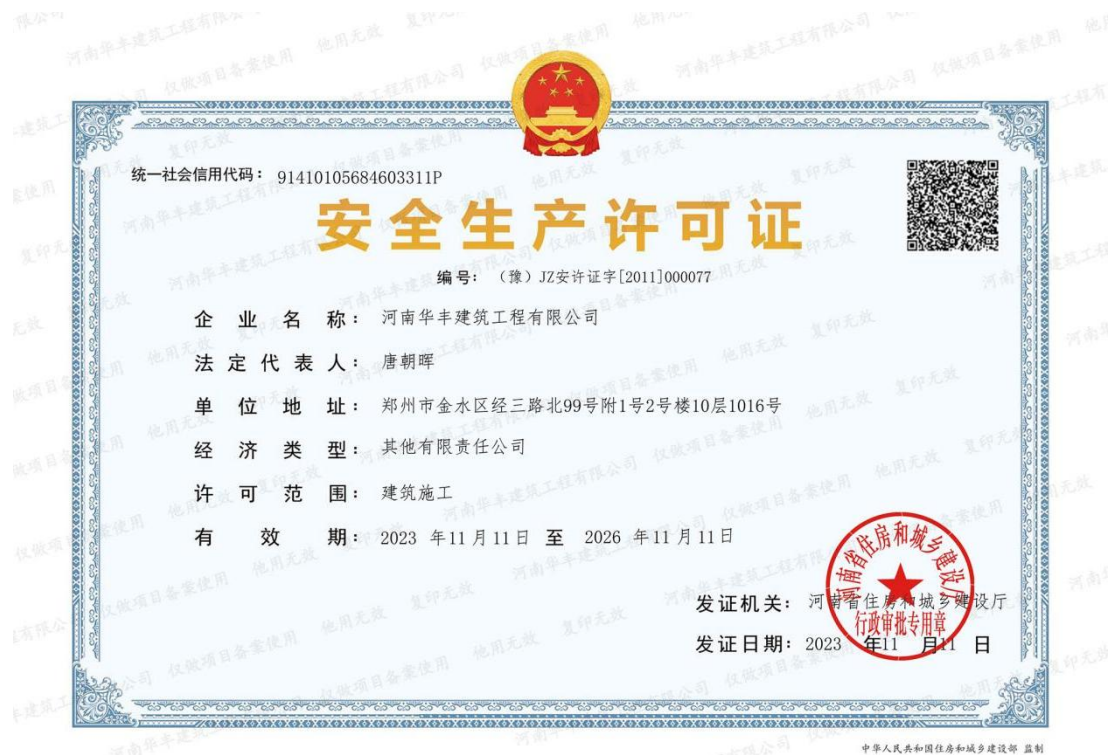 统一社会信用代码：91410105684603311P
安全生产许可证
编号：（豫）JZ安许证字[2011]000077
企业名称：河南华丰建筑工程有限公司
法定代表人：唐朝晖
单位地址：郑州市金水区经三路北99号附1号2号楼10层1016号
经济类型：其他有限责任公司
许可范围：建筑施工
有效期：2023 年11月11日 至 2026 年11月11日
河南省住房和城乡建设厅
行政审批专用章
发证机关：河南省住房和城乡建设厅
发证日期：2023 年11 月11 日
中华人民共和国住房和城乡建设部 监制
河南华丰建筑工程有限公司 仅做项目备案使用 他用无效 复印无效